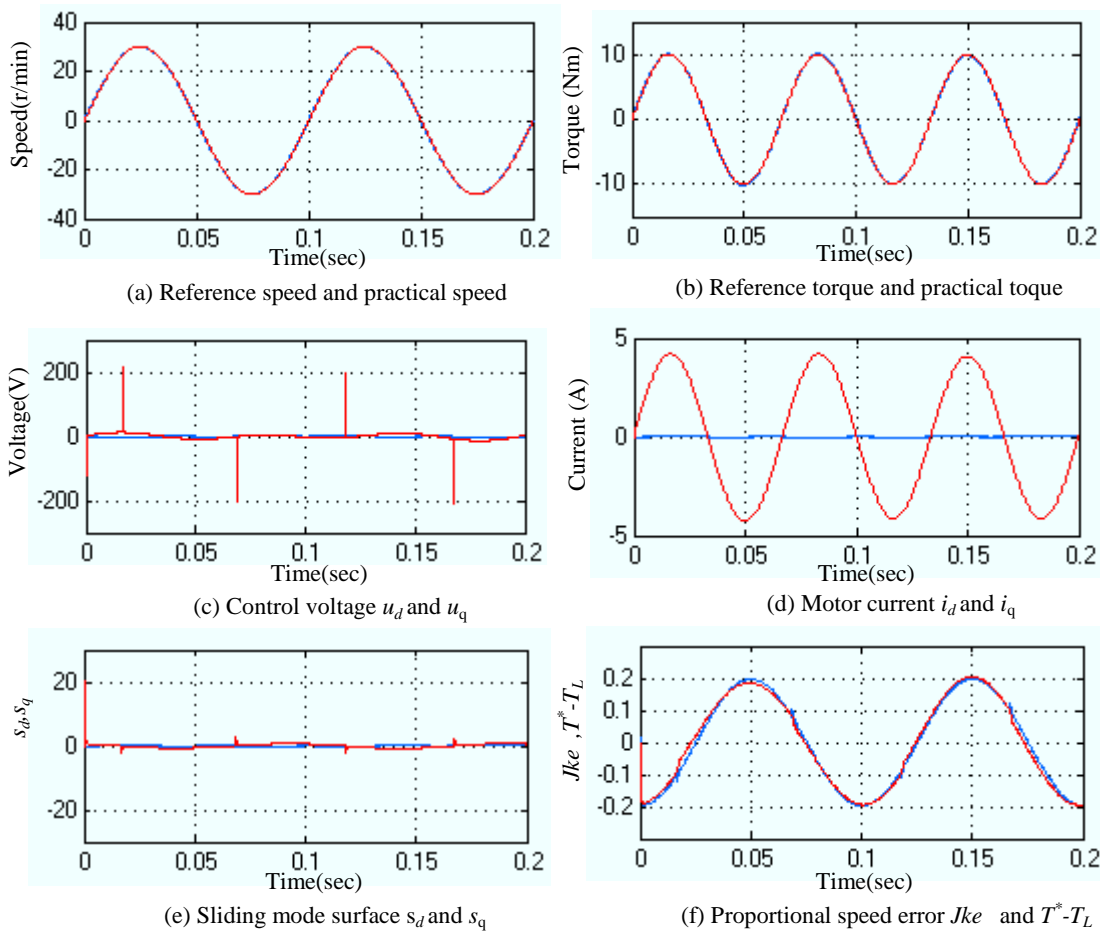 40
20
0
-20
-40
Speed(r/min)
0 0.05 0.1 0.15 0.2
Time(sec)
(a) Reference speed and practical speed
10
0
-10
Torque (Nm)
0 0.05 0.1 0.15 0.2
Time(sec)
(b) Reference torque and practical toque
200
0
-200
Voltage(V)
0 0.05 0.1 0.15 0.2
Time(sec)
(c) Control voltage u_d and u_q
5
0
-5
Current (A)
0 0.05 0.1 0.15 0.2
Time(sec)
(d) Motor current i_d and i_q
20
0
-20
s_d,s_q
0 0.05 0.1 0.15 0.2
Time(sec)
(e) Sliding mode surface s_d and s_q
0.2
0.1
0
-0.1
-0.2
Jke ,T^*-T_L
0 0.05 0.1 0.15 0.2
Time(sec)
(f) Proportional speed error Jke and T^*-T_L